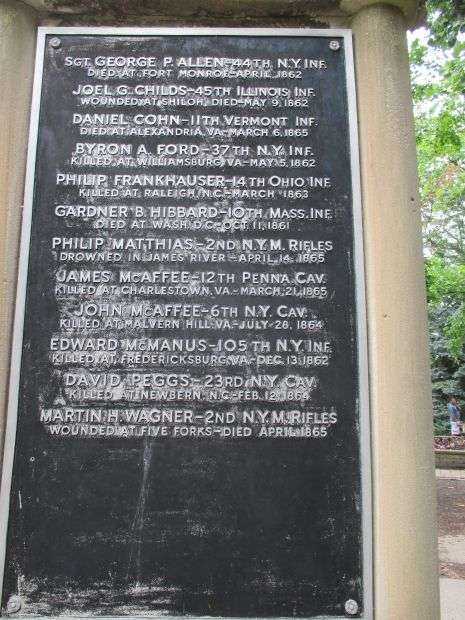 SGT. GEORGE P. ALLEN-44TH N.Y. INF.
DIED AT FORT MONROE-APRIL, 1862
JOEL G. CHILDS-45TH ILLINOIS INF.
WOUNDED AT SHILOH, DIED-MAY 9, 1862
DANIEL COHN-11TH VERMONT INF.
DIED AT ALEXANDRIA, VA-MARCH 6, 1865
BYRON A. FORD-37TH N.Y. INF.
KILLED AT WILLIAMSBURG, VA-MAY 5, 1862
PHILIP FRANKHAUSER-14TH OHIO INF.
KILLED AT RALEIGH, N.C.-MARCH 1863
GARDNER B. HIBBARD-10TH MASS. INF.
DIED AT WASH. D.C.-OCT. 11, 1861
PHILIP MATTHIAS-2ND N.Y.M. RIFLES
DROWNED IN JAMES RIVER-APRIL 14, 1865
JAMES MCAFFEE-12TH PENNA CAV.
KILLED AT CHARLESTOWN, VA.-MARCH 21, 1865
JOHN MCAFFEE-6TH N.Y. CAV.
KILLED AT MALVERN HILL, VA-JULY 28, 1864
EDWARD MCMANUS-105TH N.Y. INF.
KILLED AT FREDERICKSBURG, VA.-DEC. 13, 1862
DAVID PEGGS-23RD N.Y. CAV.
KILLED AT NEWBERN, N.C-FEB. 12, 1864
MARTIN H. WAGNER-2ND N.Y.M. RIFLES
WOUNDED AT FIVE FORKS-DIED APRIL 1865